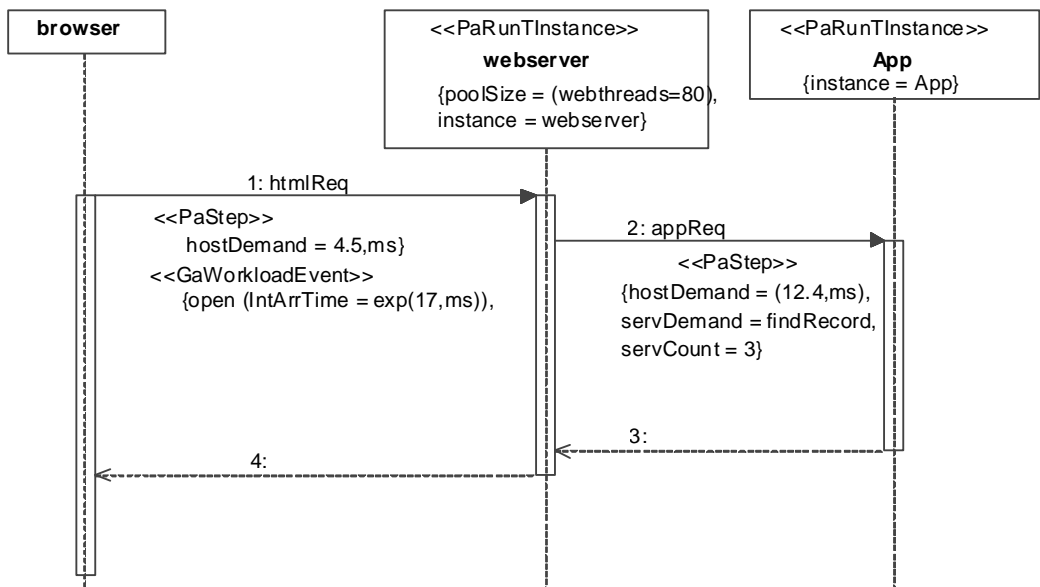 browser
<<PaRunTInstance>>
webserver
{poolSize = (webthreads=80),
instance = webserver}
<<PaRunTInstance>>
App
{instance = App}
1: htmlReq
<<PaStep>>
hostDemand = 4.5,ms}
<<GaWorkloadEvent>>
{open (IntArrTime = exp(17,ms)),
2: appReq
<<PaStep>>
{hostDemand = (12.4,ms),
servDemand = findRecord,
servCount = 3}
3:
4: